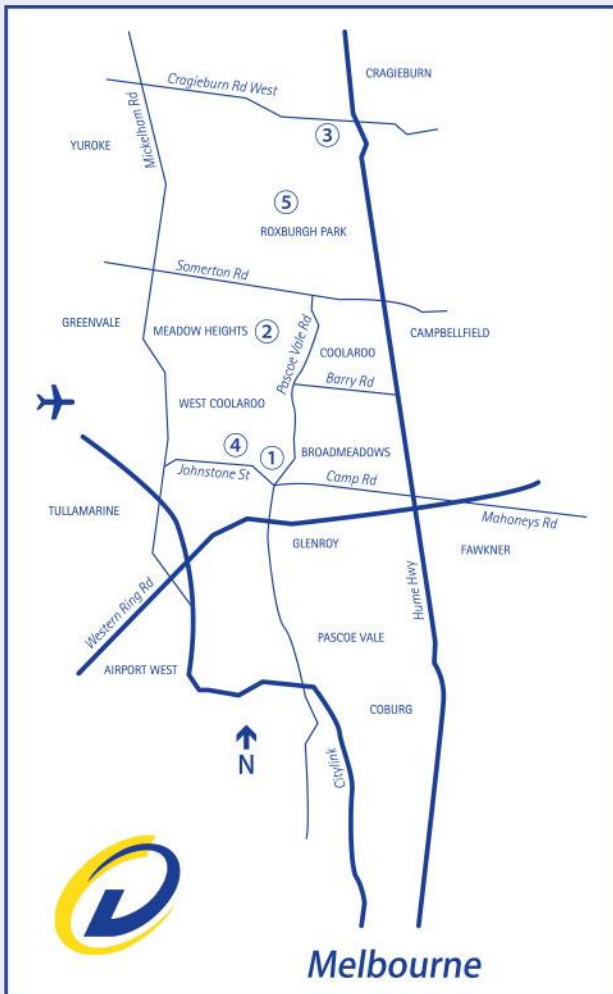 CRAGIEBURN
Cragieburn Rd West
Mickelham Rd
3
YUROKE
5
ROXBURGH PARK
Somerton Rd
GREENVALE
MEADOW HEIGHTS
2
Pascoe Vale Rd
CAMPBELLFIELD
COOLAROO
Barry Rd
WEST COOLAROO
4
1
BROADMEADOWS
Johnstone St
Camp Rd
TULLAMARINE
Mahoneys Rd
GLENROY
FAWKNER
Western Ring Rd
Hume Hwy
PASCOE VALE
AIRPORT WEST
COBURG
N
Citylink
D
Melbourne